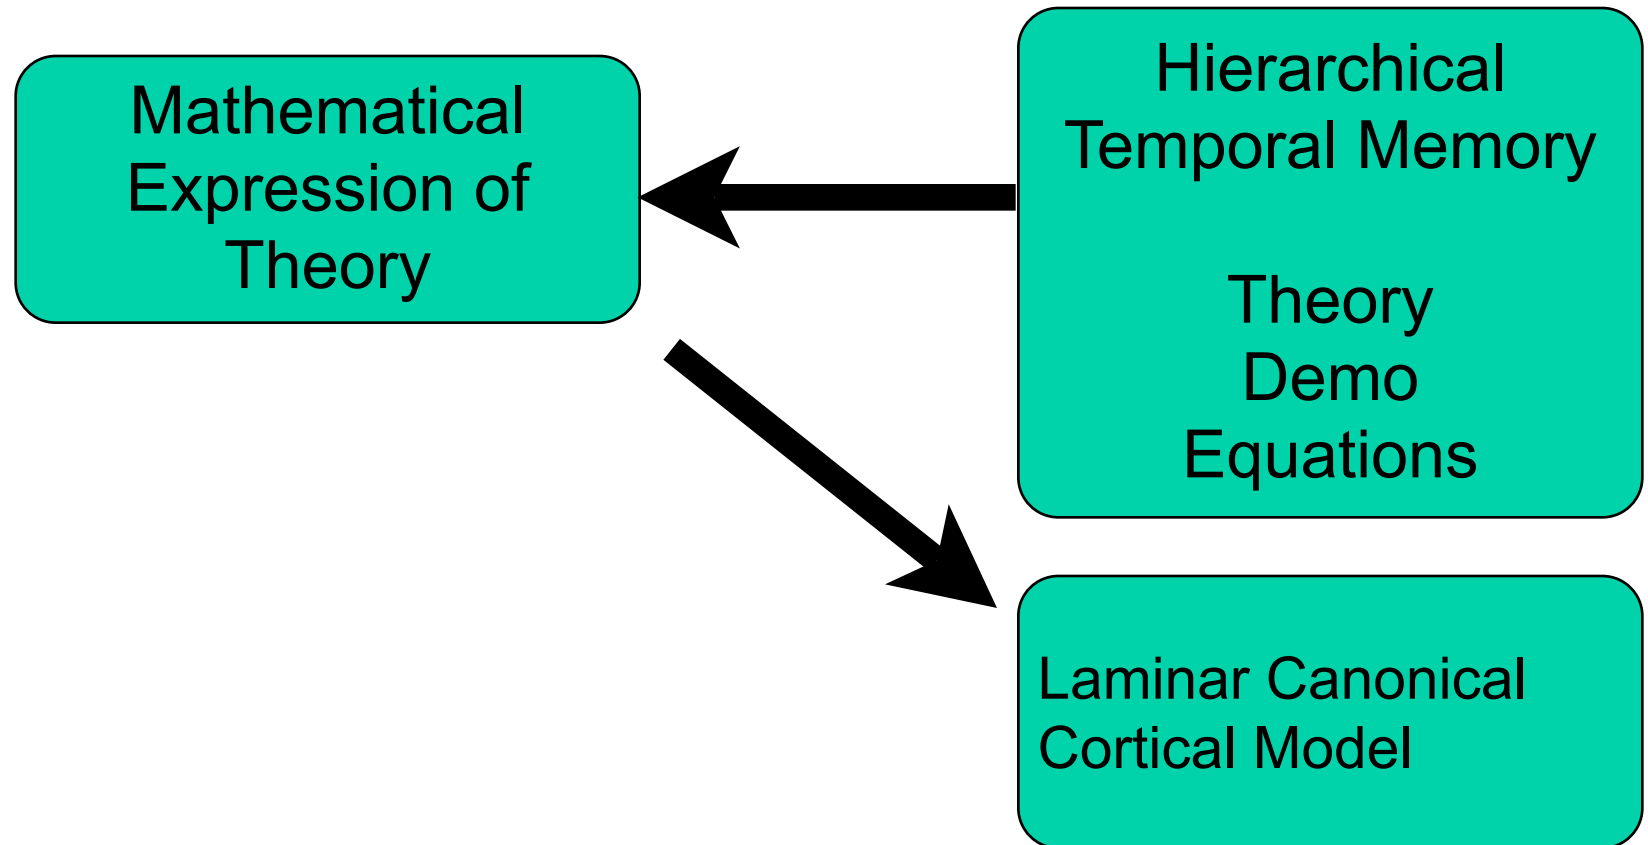 Mathematical
Expression of
Theory
Hierarchical
Temporal Memory
Theory
Demo
Equations
Laminar Canonical
Cortical Model